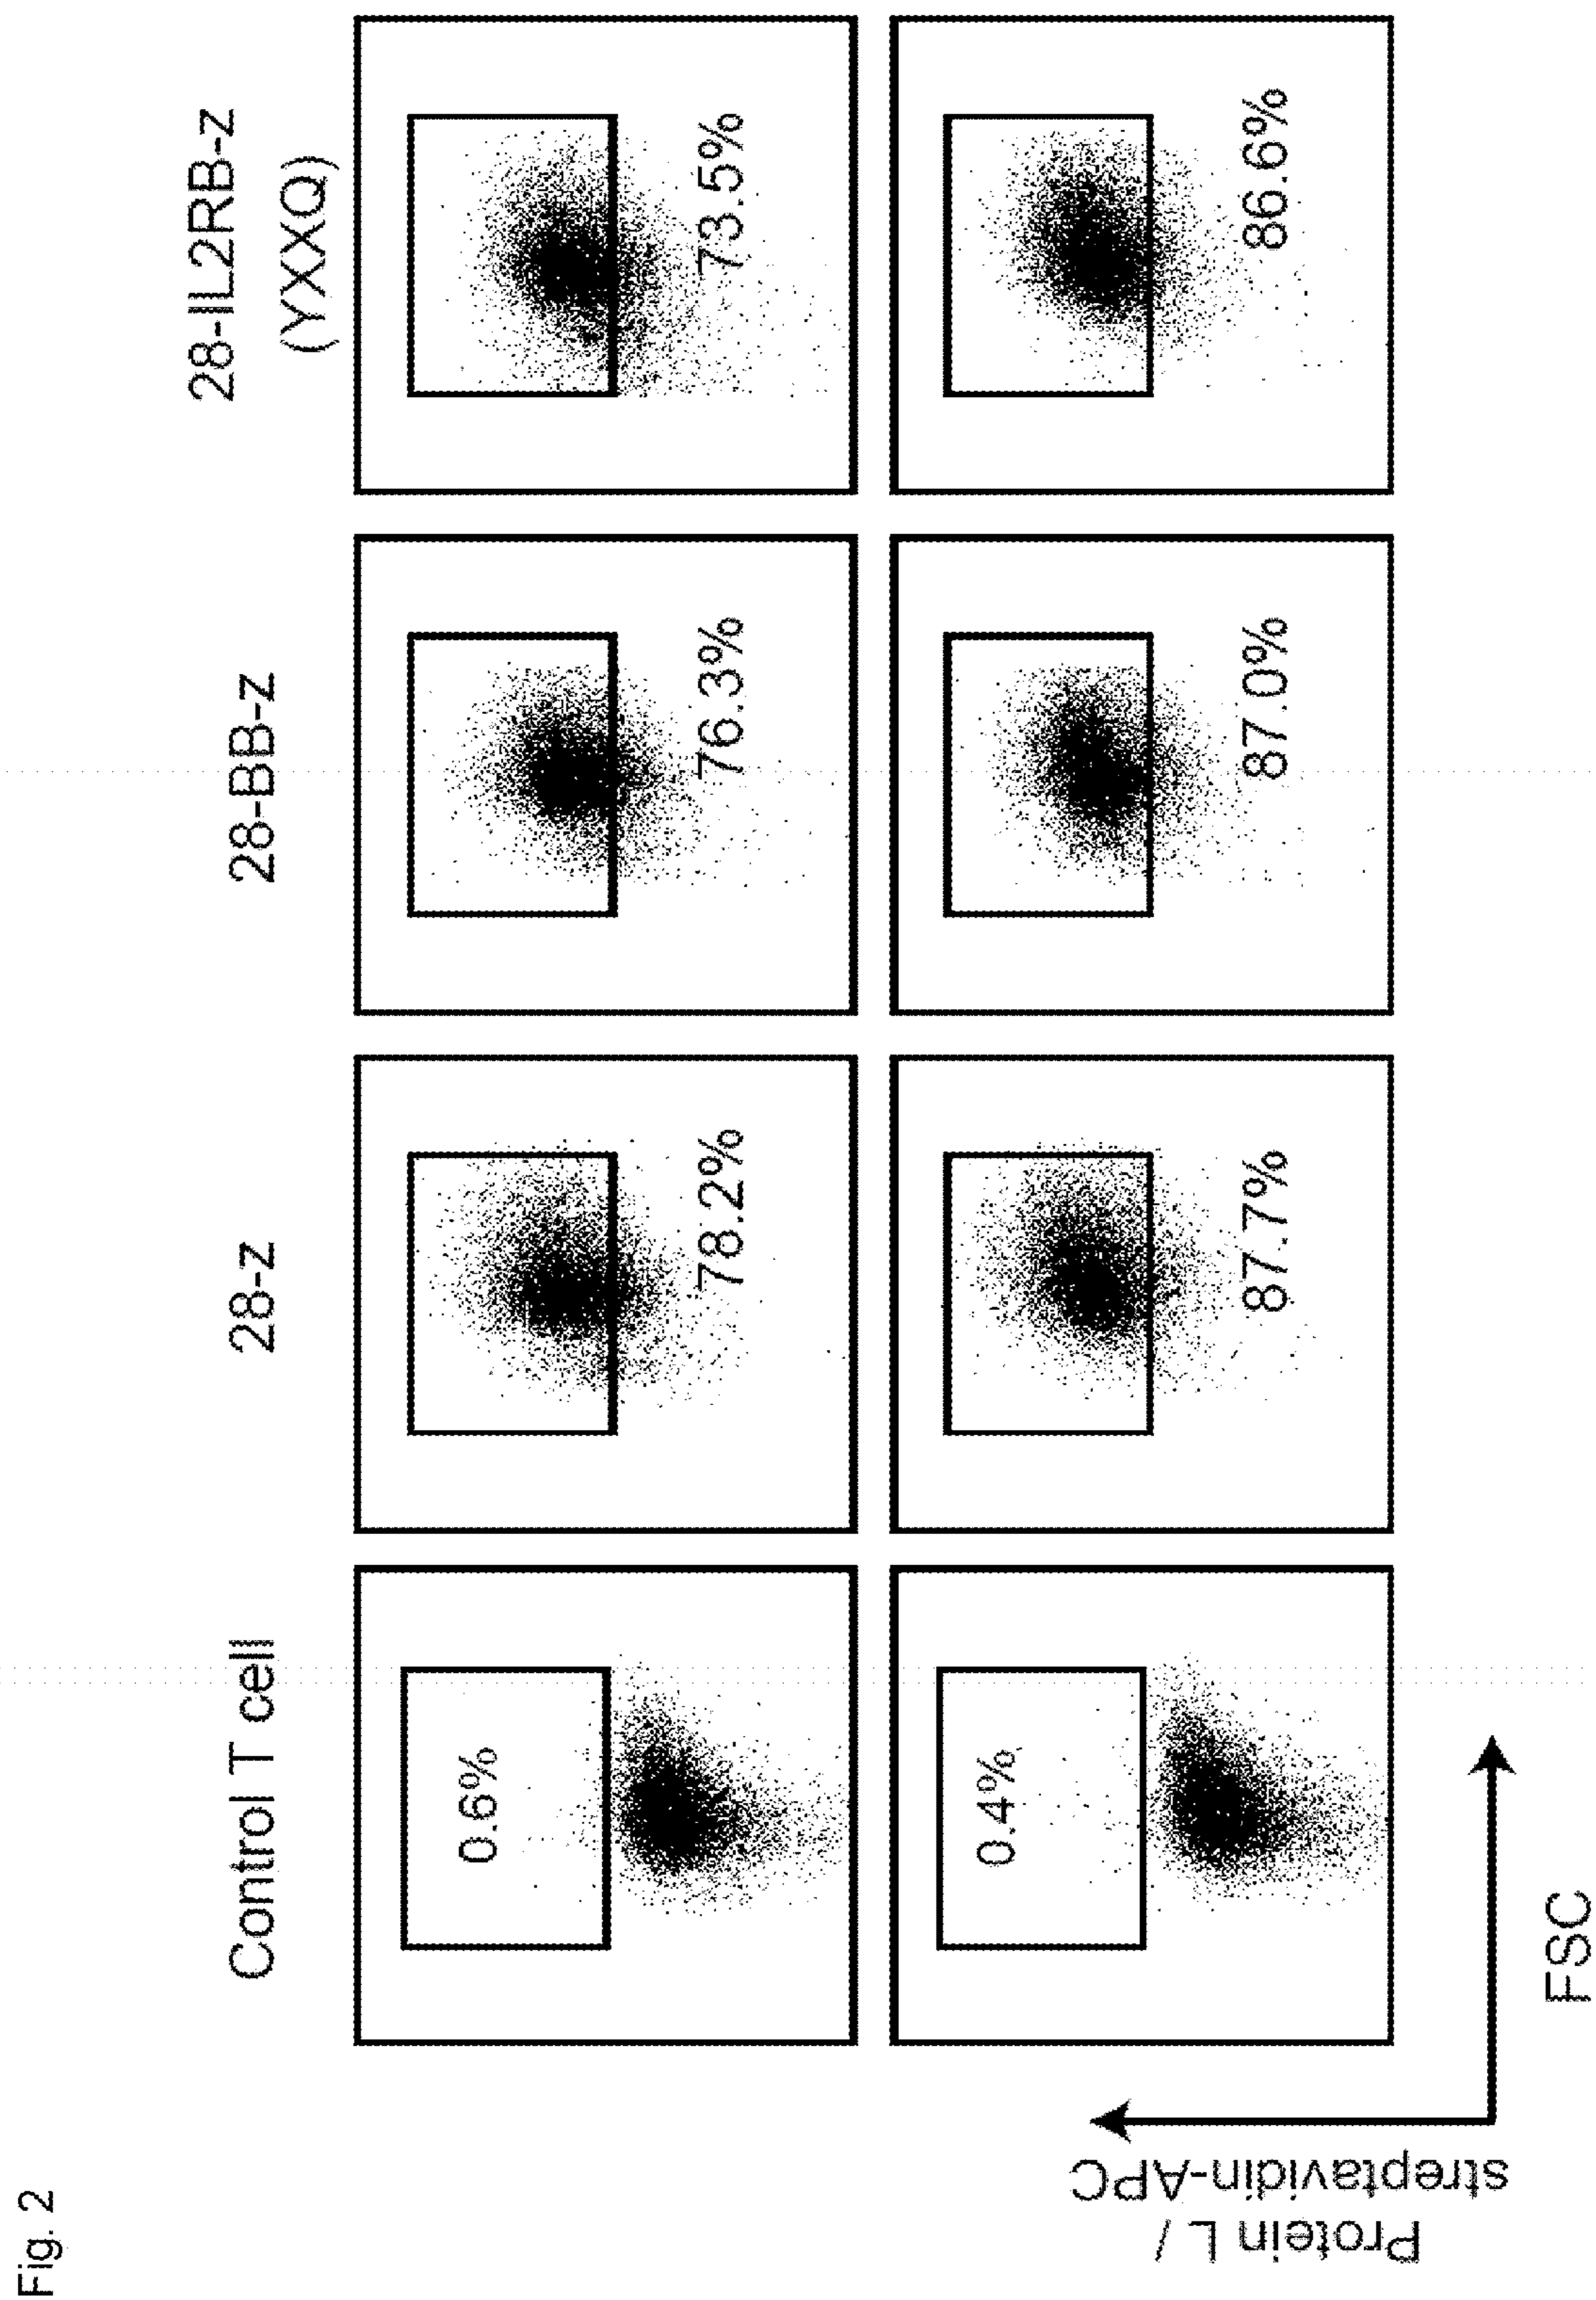 Fig. 2
Control T cell
28-z
28-BB-z
28-IL2RB-z
(YXXQ)
0.6%
78.2%
76.3%
73.5%
0.4%
87.7%
87.0%
86.6%
Protein L /
streptavidin-APC
FSC